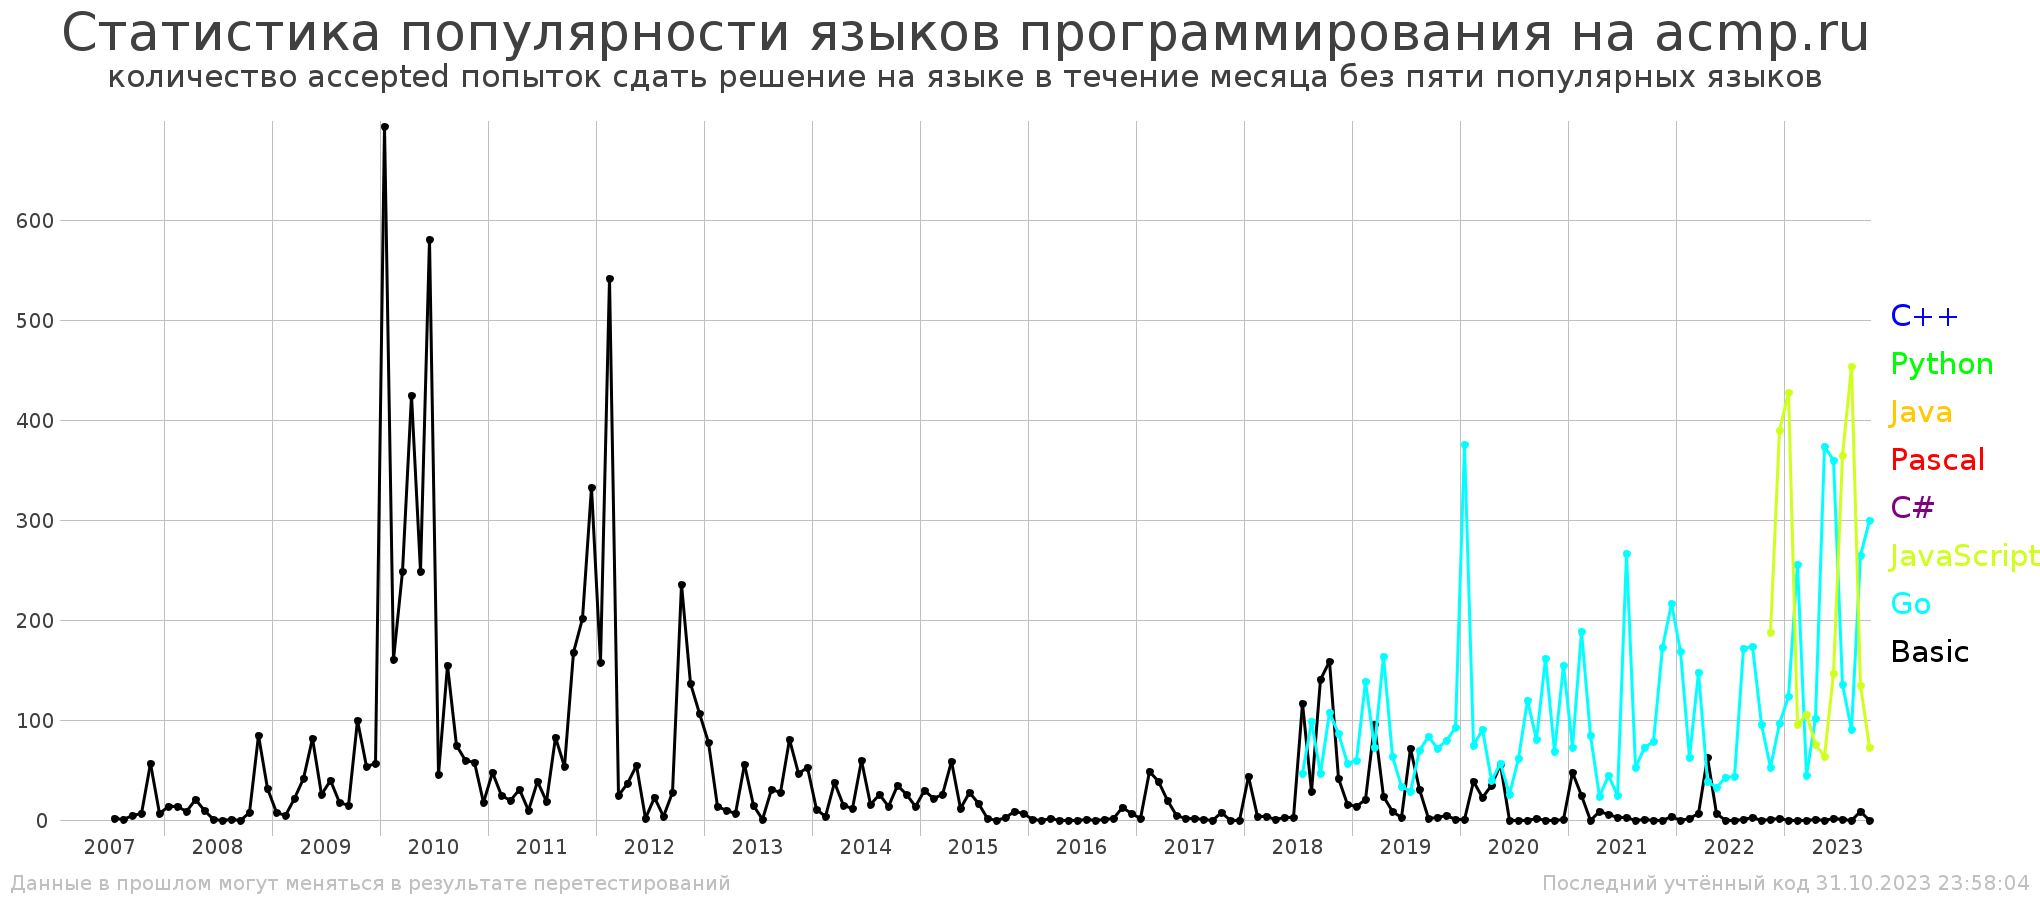 Статистика популярности языков программирования на acmp.ru
количество accepted попыток сдать решение на языке в течение месяца без пяти популярных языков
600
500
400
300
200
100
0
C++
Python
Java
Pascal
C#
JavaScript
Go
Basic
2007 2008 2009 2010 2011 2012 2013 2014 2015 2016 2017 2018 2019 2020 2021 2022 2023
Данные в прошлом могут меняться в результате перетестирований
Последний учтённый код 31.10.2023 23:58:04